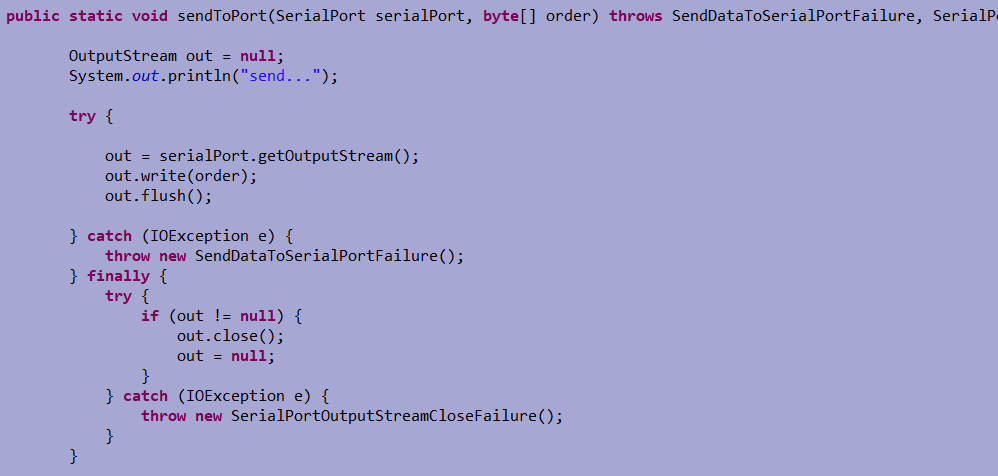 public static void sendToPort(SerialPort serialPort, byte[] order) throws SendDataToSerialPortFailure,
OutputStream out = null;
System.out.println("send...");
try {
out = serialPort.getOutputStream();
out.write(order);
out.flush();
} catch (IOException e) {
throw new SendDataToSerialPortFailure();
} finally {
try {
if (out != null) {
out.close();
out = null;
}
} catch (IOException e) {
throw new SerialPortOutputStreamCloseFailure();
}
}